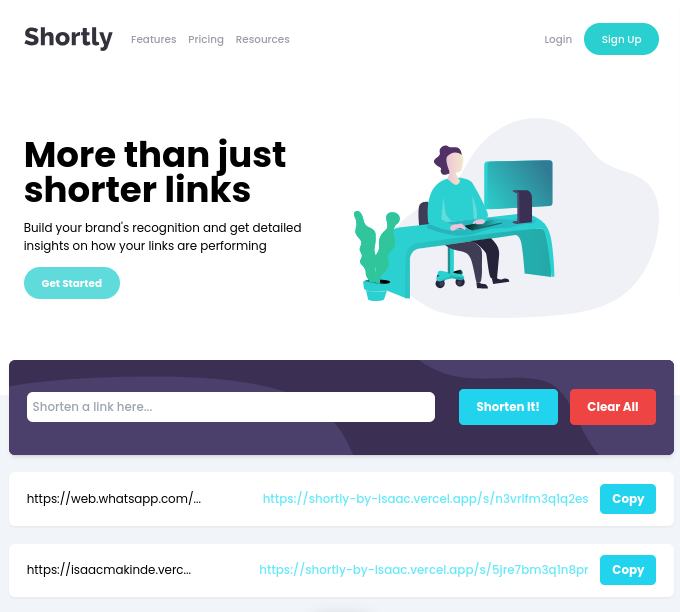 Shortly
Features Pricing Resources
Login
Sign Up
More than just
shorter links
Build your brand's recognition and get detailed
insights on how your links are performing
Get Started
Shorten a link here...
Shorten It!
Clear All
https://web.whatsapp.com/...
https://shortly-by-isaac.vercel.app/s/n3vrlfm3q1q2es
Copy
https://isaacmakinde.verc...
https://shortly-by-isaac.vercel.app/s/5jre7bm3q1n8pr
Copy